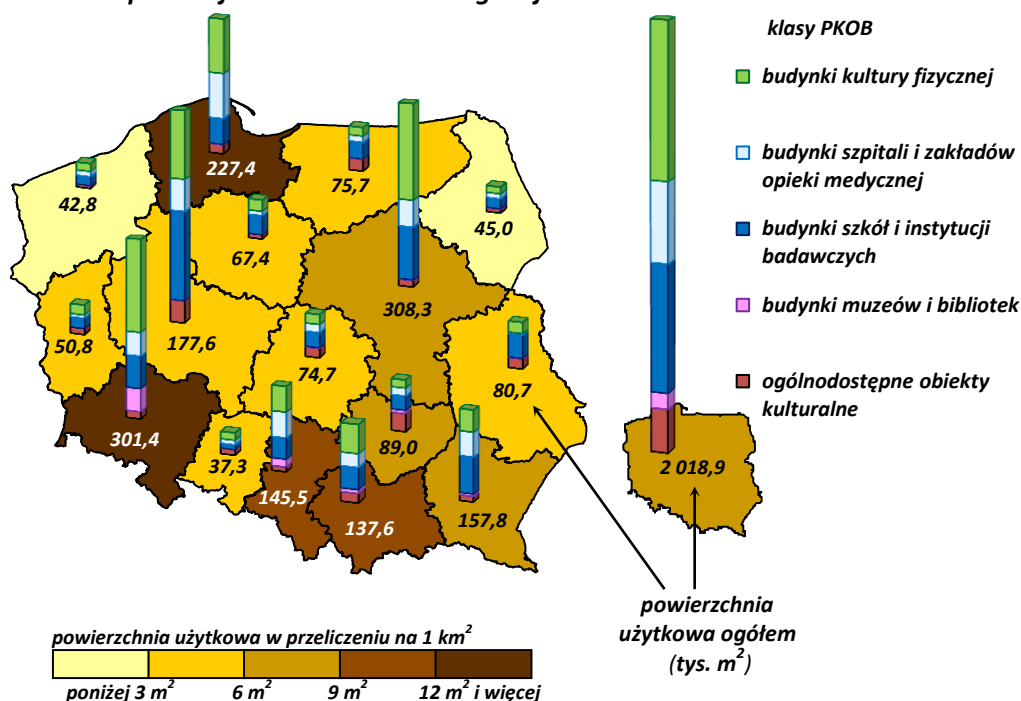 klasy PKOB
budynki kultury fizycznej
budynki szpitali i zakładów
opieki medycznej
budynki szkół i instytucji
badawczych
budynki muzeów i bibliotek
ogólnodostępne obiekty
kulturalne
227,4
75,7
42,8
45,0
67,4
308,3
50,8
177,6
74,7
80,7
301,4
37,3
89,0
145,5
137,6
157,8
2 018,9
powierzchnia
użytkowa ogółem
(tys. m²)
powierzchnia użytkowa w przeliczeniu na 1 km²
poniżej 3 m² 6 m² 9 m² 12 m² i więcej